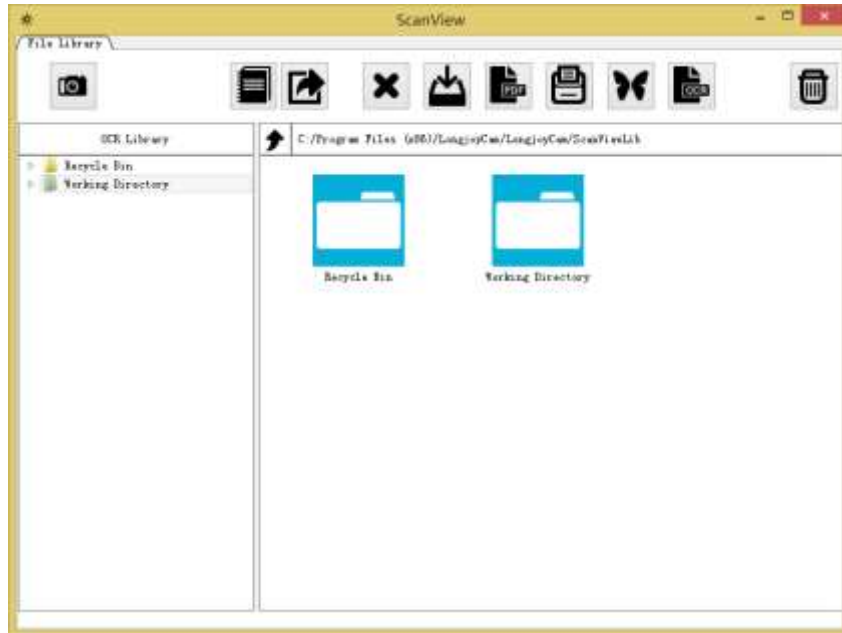 ScanView
File Library
PDF
OCR
OCR Library
C:/Program Files (x86)/LongjoyCam/LongjoyCam/ScanViewLib
Recycle Bin
Working Directory
Recycle Bin
Working Directory